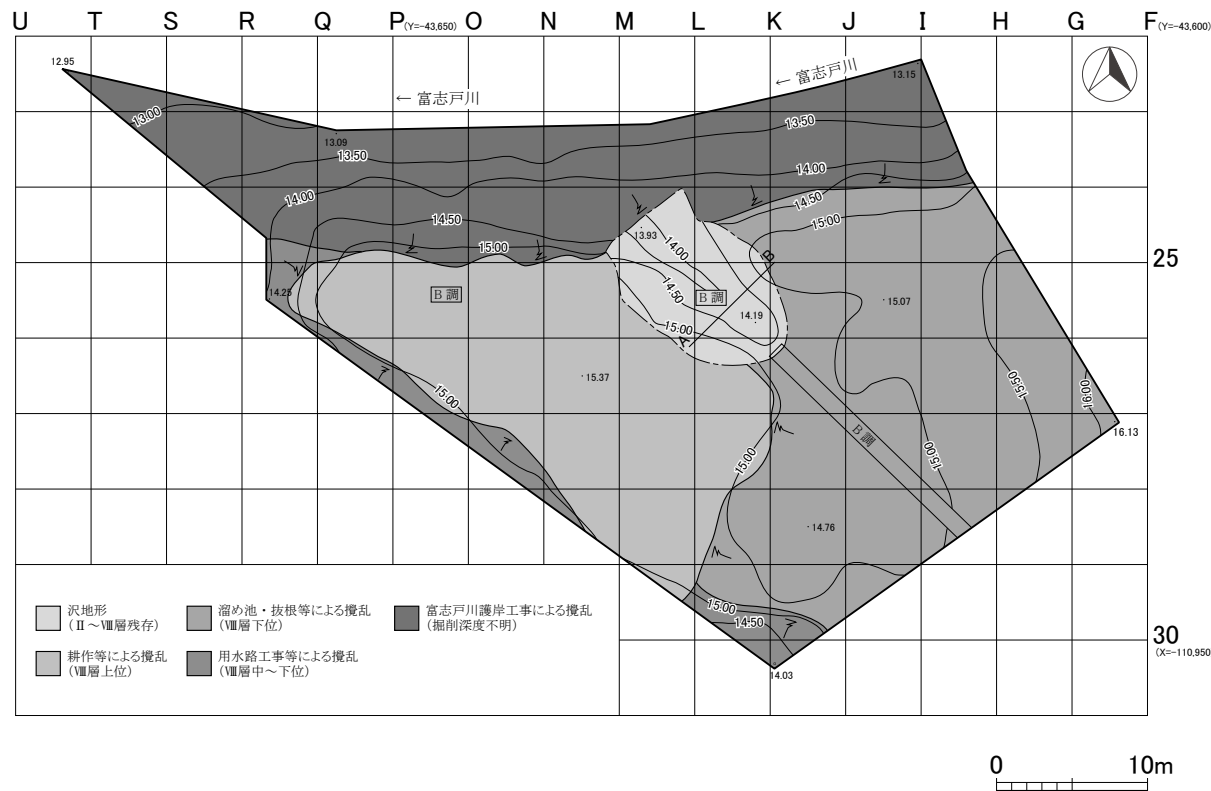 U T S R Q P(Y=-43,650) O N M L K J I H G F(Y=-43,600)
12.95
13.15
← 富志戸川
← 富志戸川
13.00
13.09
13.50
13.50
14.00
14.00
14.50
15.00
14.50
15.00
13.93
14.00
14.50
15.00
B
A
25
14.25
B調
B調
14.19
15.07
15.37
15.00
15.00
B調
15.00
15.50
16.00
16.13
14.76
15.00
14.50
14.03
30
(X=-110,950
沢地形
(Ⅱ～Ⅷ層残存)
溜め池・抜根等による攪乱
(Ⅷ層下位)
富志戸川護岸工事による攪乱
(掘削深度不明)
耕作等による攪乱
(Ⅷ層上位)
用水路工事等による攪乱
(Ⅷ層中～下位)
0 10m